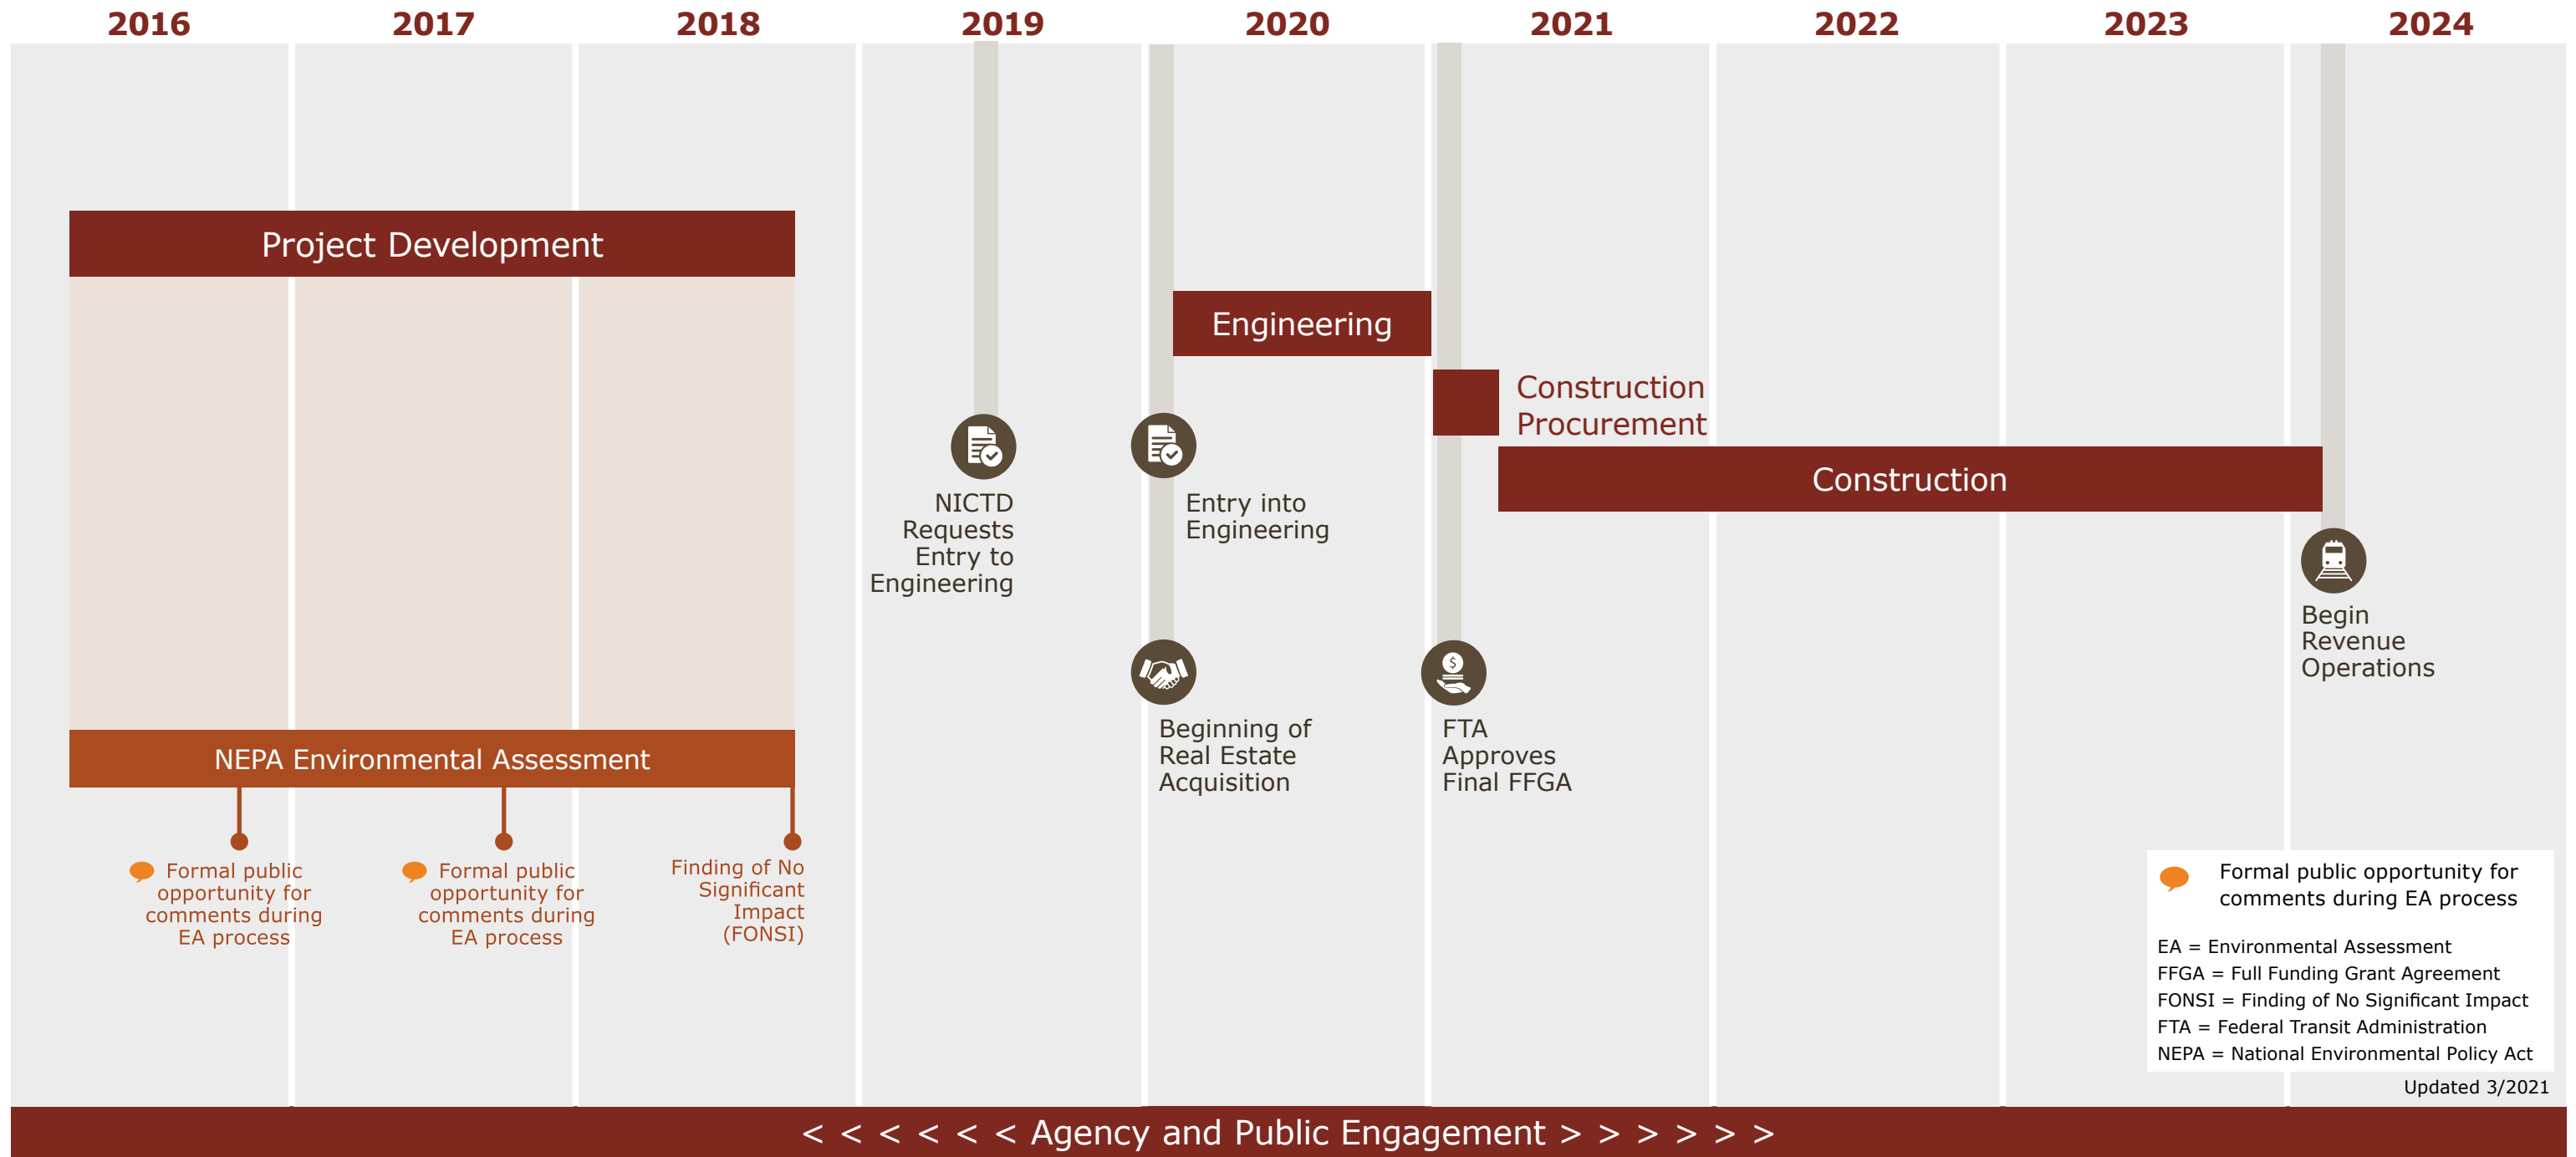 2016 2017 2018 2019 2020 2021 2022 2023 2024
Project Development
Engineering
Construction
Procurement
Construction
NICTD
Requests
Entry to
Engineering
Entry into
Engineering
Begin
Revenue
Operations
Beginning of
Real Estate
Acquisition
$
FTA
Approves
Final FFGA
NEPA Environmental Assessment
Formal public
opportunity for
comments during
EA process
Formal public
opportunity for
comments during
EA process
Finding of No
Significant
Impact
(FONSI)
Formal public opportunity for
comments during EA process
EA = Environmental Assessment
FFGA = Full Funding Grant Agreement
FONSI = Finding of No Significant Impact
FTA = Federal Transit Administration
NEPA = National Environmental Policy Act
Updated 3/2021
< < < < < < Agency and Public Engagement > > > > > >